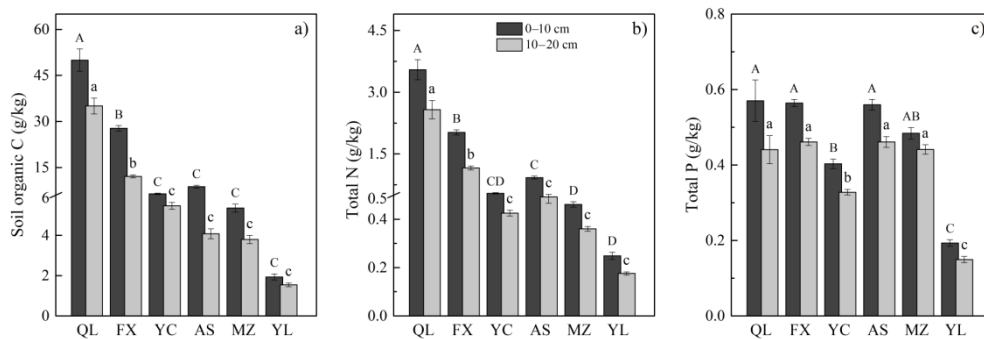 a)
Soil organic C (g/kg)
60
45
30
15
6
4
2
0
A
a
B
b
C
c
C
c
C
c
C
c
QL FX YC AS MZ YL
b)
0–10 cm
10–20 cm
Total N (g/kg)
4.5
3.0
1.5
0.5
0.4
0.2
0.0
A
a
B
b
CD
c
C
c
D
c
D
c
QL FX YC AS MZ YL
c)
Total P (g/kg)
0.8
0.6
0.4
0.2
0.0
A
a
A
a
B
b
A
a
AB
a
C
c
QL FX YC AS MZ YL